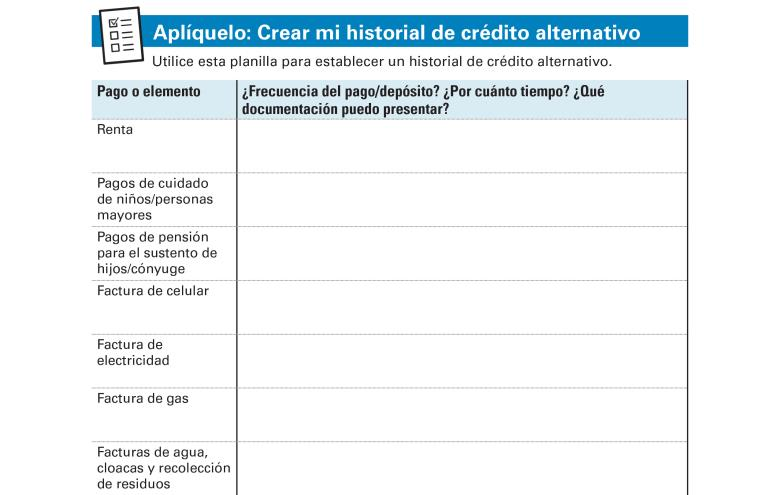 Aplíquelo: Crear mi historial de crédito alternativo
Utilice esta planilla para establecer un historial de crédito alternativo.
Pago o elemento
¿Frecuencia del pago/depósito? ¿Por cuánto tiempo? ¿Qué
documentación puedo presentar?
Renta
Pagos de cuidado
de niños/personas
mayores
Pagos de pensión
para el sustento de
hijos/cónyuge
Factura de celular
Factura de
electricidad
Factura de gas
Facturas de agua,
cloacas y recolección
de residuos